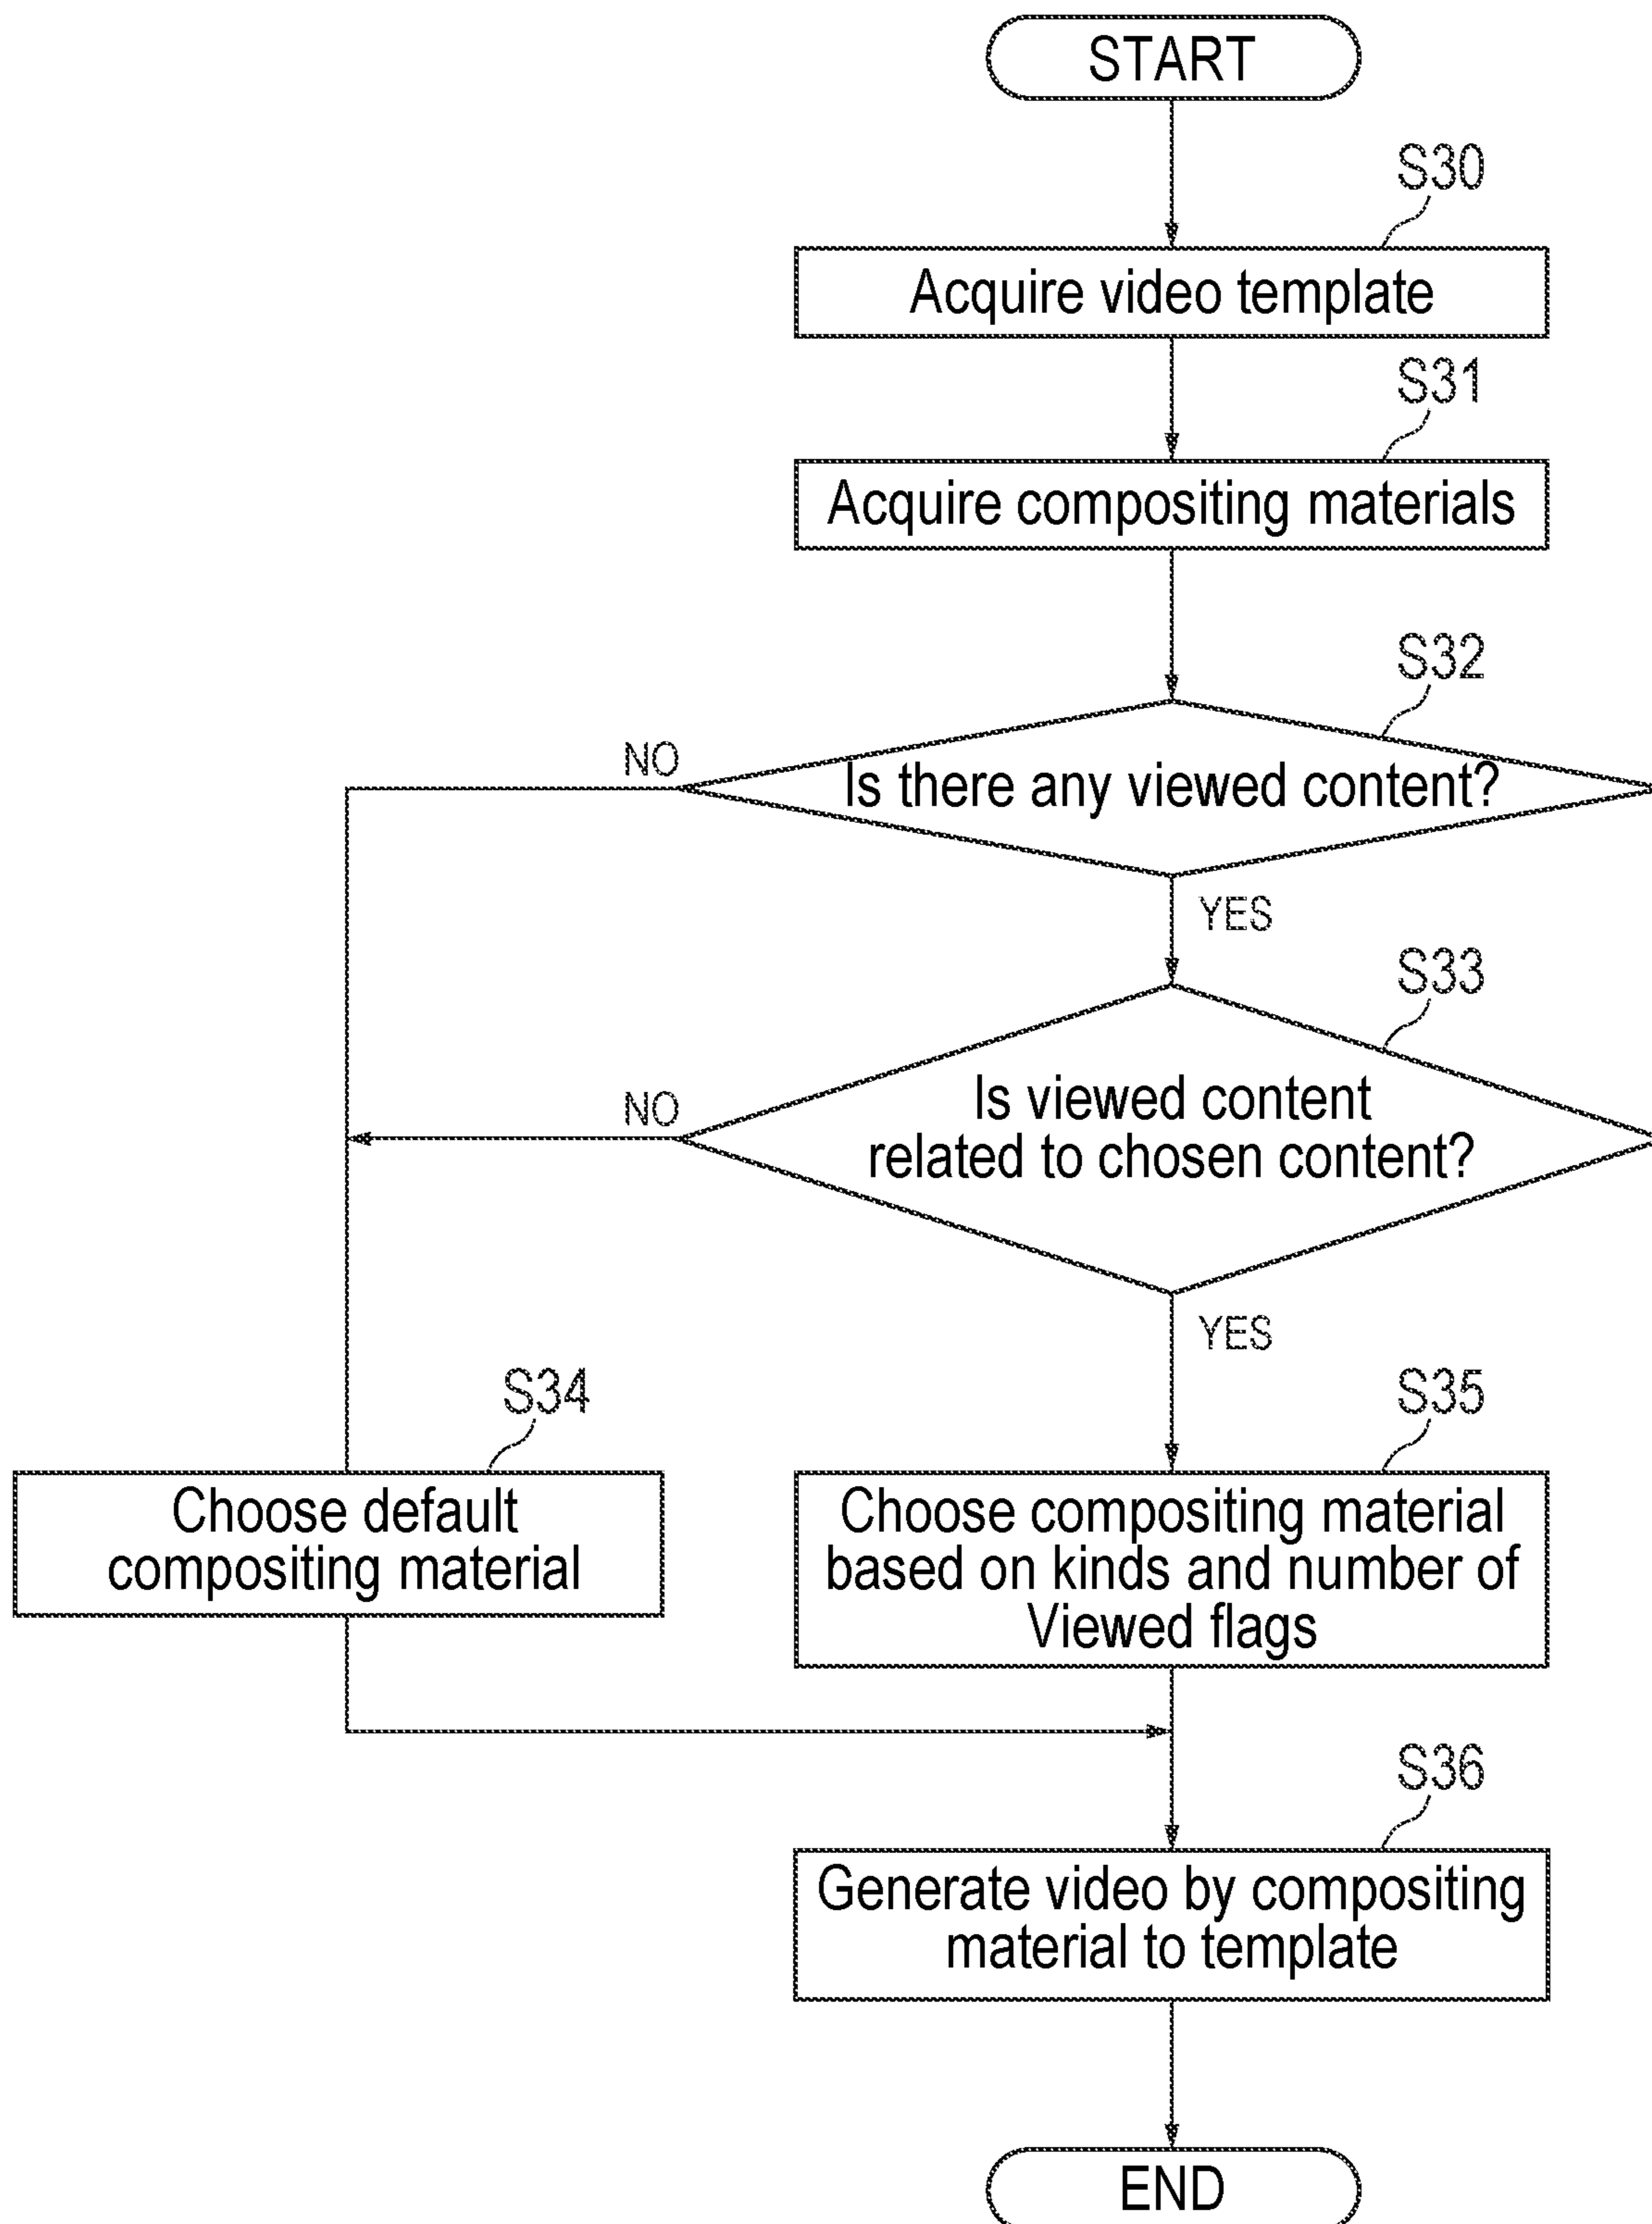 START
S30
Acquire video template
S31
Acquire compositing materials
S32
NO
Is there any viewed content?
YES
S33
NO
Is viewed content
related to chosen content?
YES
S34
Choose default
compositing material
S35
Choose compositing material
based on kinds and number of
Viewed flags
S36
Generate video by compositing
material to template
END